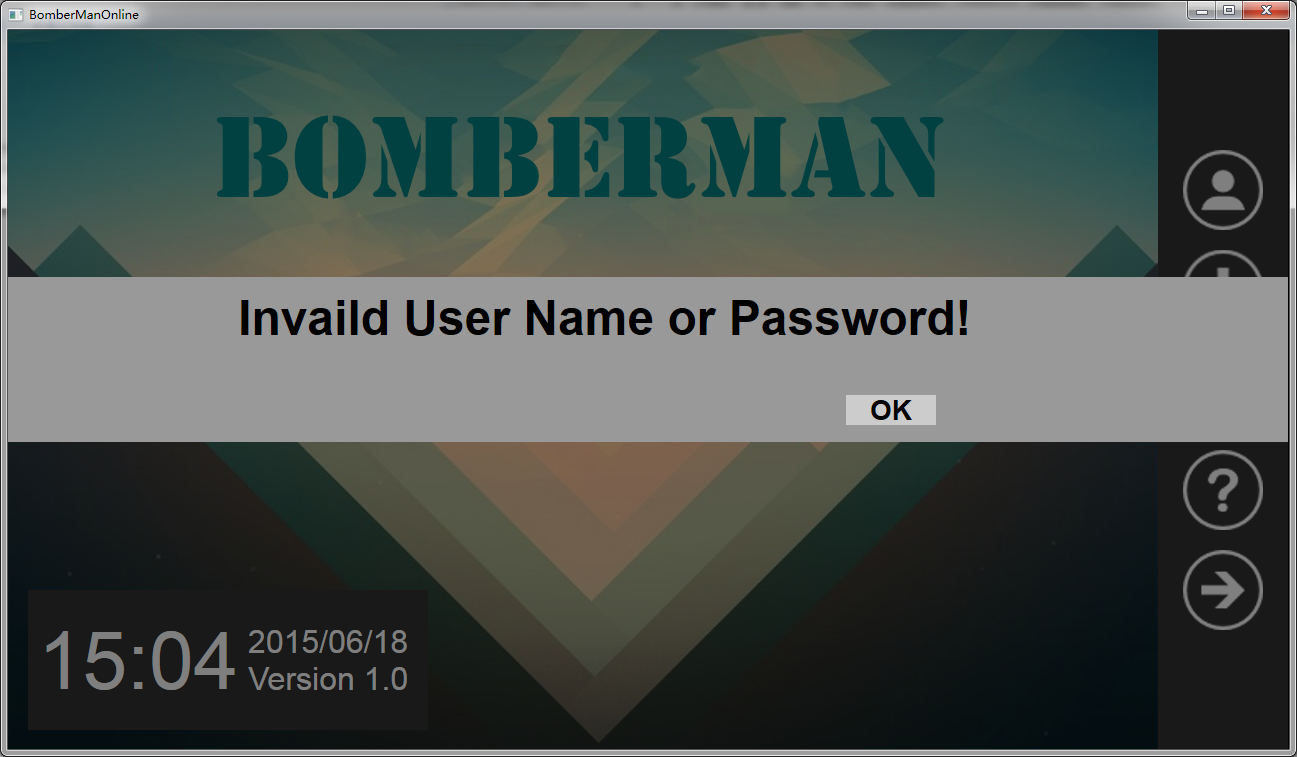 BomberManOnline
BOMBERMAN
Invaild User Name or Password!
OK
15:04
2015/06/18
Version 1.0